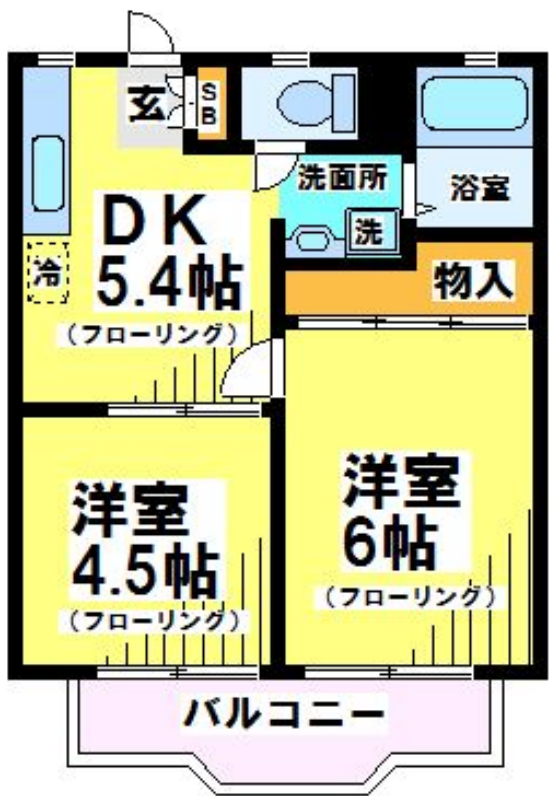 玄
SB
洗面所
浴室
洗
DK
5.4帖
(フローリング)
冷
物入
洋室
4.5帖
(フローリング)
洋室
6帖
(フローリング)
バルコニー